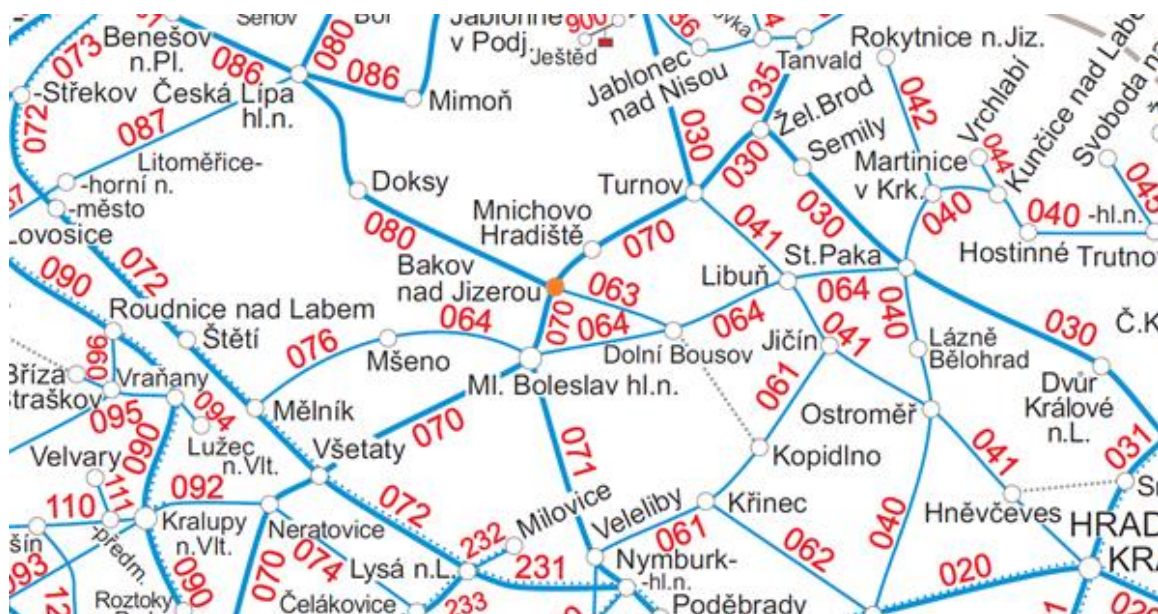 Benešov
n.Pl.
073
086
080
086
-Střekov
Česká Lípa
hl.n.
Mimoň
072
087
Litoměřice-
-horní n.
-město
Lovosice
Doksy
080
Jablonné
v Podj.
900
Ještěd
Jablonec
nad Nisou
Tanvald
035
030
030
Žel.Brod
Semily
030
Rokytnice n.Jiz.
042
Vrchlabí
044
Kunčice nad Lab
Svoboda na
045
Martinice
v Krk.
040
040
-hl.n.
Hostinné
Trutnov
Turnov
Mnichovo
Hradiště
070
041
Bakov
nad Jizerou
063
070
064
064
Libuň
St.Paka
064
040
030
Č.K
090
072
Roudnice nad Labem
Štětí
076
064
Mšeno
Dolní Bousov
Jičín
041
Lázně
Bělohrad
Dvůr
Králové
n.L.
096
Bříza
Straškov
Vraňany
095
094
Lužec
n.Vlt.
Mělník
Ml. Boleslav hl.n.
061
Ostroměř
Všetaty
070
071
Kopidlno
041
031
Velvary
090
111
110
092
Kralupy
n.Vlt.
-předm.
Neratovice
072
232
Milovice
Veleliby
Křinec
061
040
Hněvčeves
HRAD
KRÁ
093
090
070
074
Lysá n.L.
231
Nymburk-
-hl.n.
062
020
Roztoky
Čelákovice
233
Poděbrady